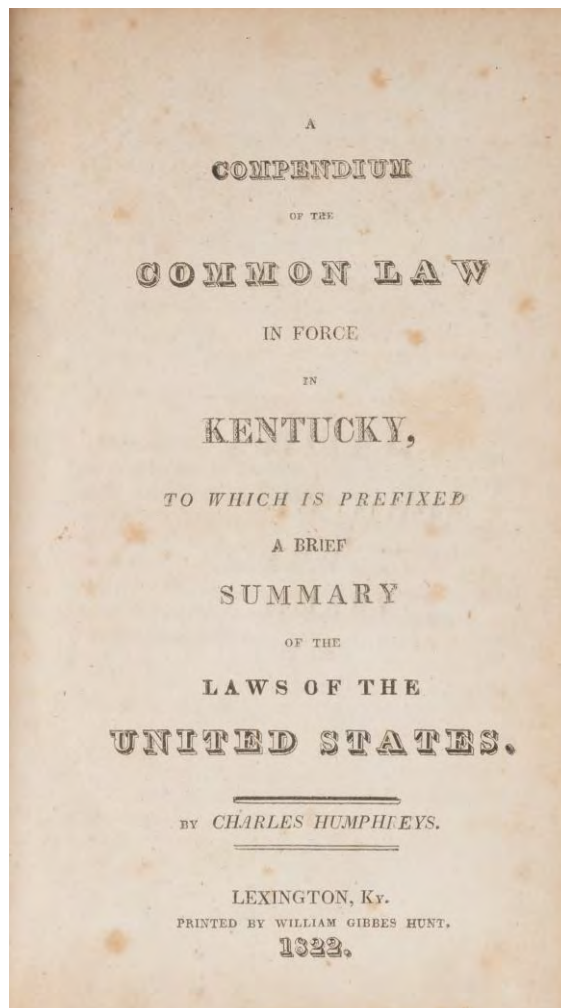 A
COMPENDIUM
OF THE
COMMON LAW
IN FORCE
IN
KENTUCKY,
TO WHICH IS PREFIXED
A BRIEF
SUMMARY
OF THE
LAWS OF THE
UNITED STATES.
BY CHARLES HUMPHREYS.
LEXINGTON, KY.
PRINTED BY WILLIAM GIBBES HUNT.
1822.